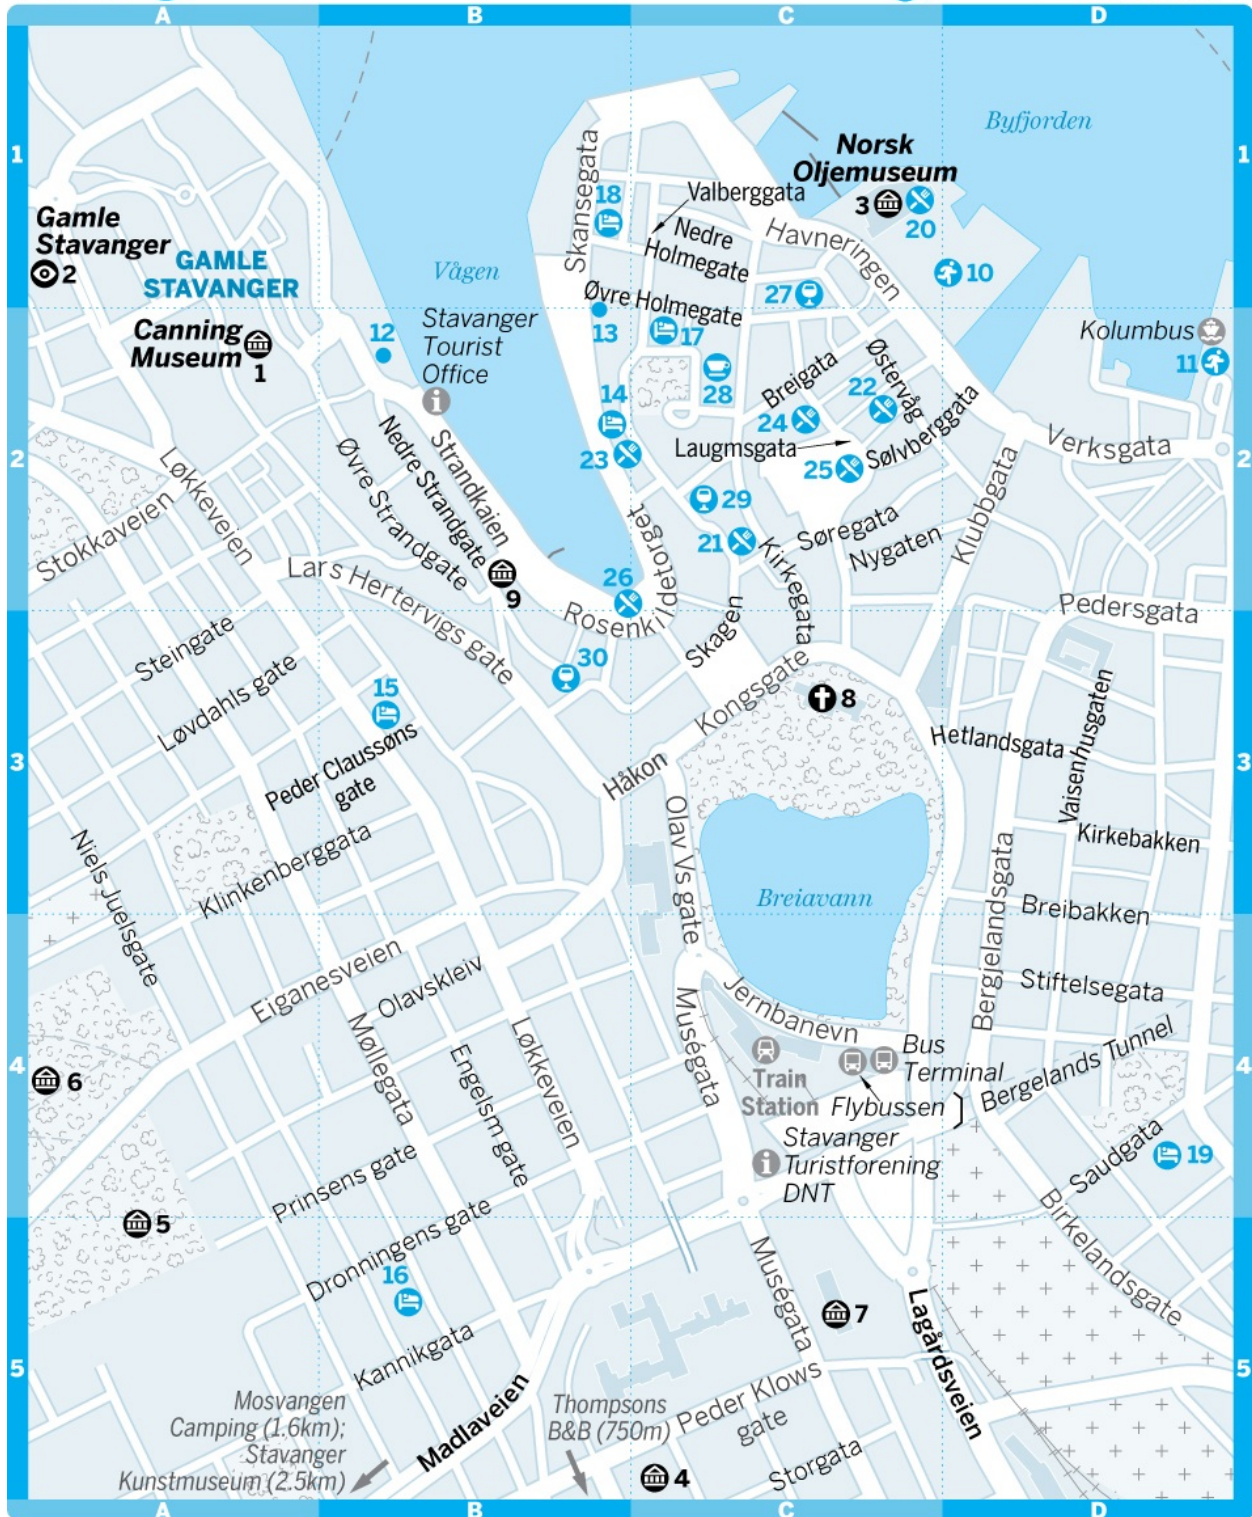 A
B
C
D
1
1
Byfjorden
Norsk
Oljemuseum
3
20
18
Valberggata
Skansegata
Nedre
Holmegate
Havneringen
Gamle
Stavanger
2
GAMLE
STAVANGER
Vågen
10
27
Øvre Holmegate
13
17
Canning
Museum
1
12
Stavanger
Tourist
Office
Kolumbus
11
28
Breigata
Østervåg
22
14
24
Laugmsgata
Sølyberggata
Verksgata
2
2
23
25
Løkkeveien
Stokkaveien
Øvre Strandgate
Nedre Strandgate
Strandkaien
29
21
Søregata
Nygaten
Klubbgata
Kirkegata
Lars Hertervigs gate
9
26
Rosenkildetorget
Pedersgata
Skagen
Steingate
30
Kongsgate
8
Løvdahls gate
15
Hetlandsgata
Vaisenhusgaten
3
3
Peder Claussøns
gate
Håkon
Olav Vs gate
Kirkebakken
Niels Juelsgate
Klinkenberggata
Bergjelandsgata
Breiavann
Breibakken
Eiganesveien
Olavskleiv
Stiftelsegata
Jernbanevn
Muségata
Møllegata
Løkkeveien
Engelsm gate
Bus
Terminal
4
4
6
Train
Station
Flybussen
Bergelands Tunnel
Stavanger
Turistforening
DNT
Saudgata
19
Prinsens gate
Birkelandsgate
5
Dronningens gate
16
Muségata
7
Lagårdsveien
Kannikgata
5
5
Mosvangen
Camping (1.6km);
Stavanger
Kunstmuseum (2.5km)
Madlaveien
Thompsons
B&B (750m)
Peder Klows
gate
4
Storgata
A
B
C
D